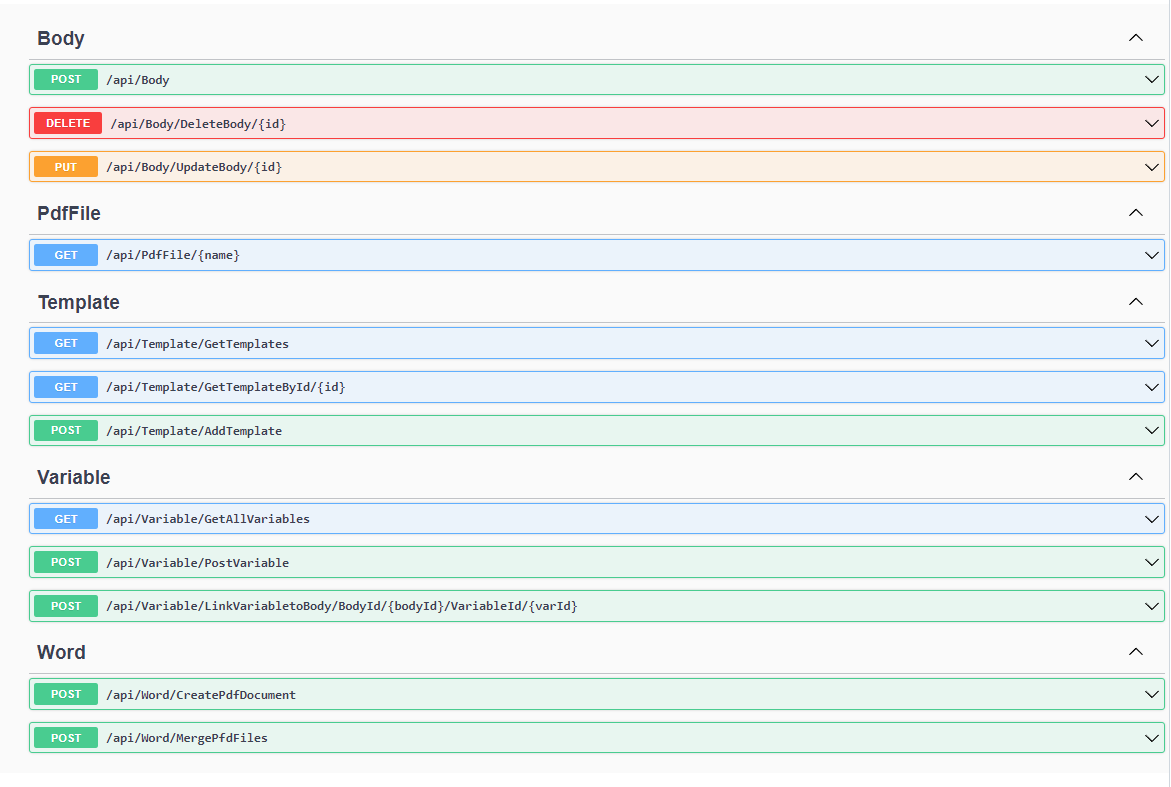 Body
POST /api/Body
DELETE /api/Body/DeleteBody/{id}
PUT /api/Body/UpdateBody/{id}
PdfFile
GET /api/PdfFile/{name}
Template
GET /api/Template/GetTemplates
GET /api/Template/GetTemplateById/{id}
POST /api/Template/AddTemplate
Variable
GET /api/Variable/GetAllVariables
POST /api/Variable/PostVariable
POST /api/Variable/LinkVariabletoBody/BodyId/{bodyId}/VariableId/{varId}
Word
POST /api/Word/CreatePdfDocument
POST /api/Word/MergePfdFiles